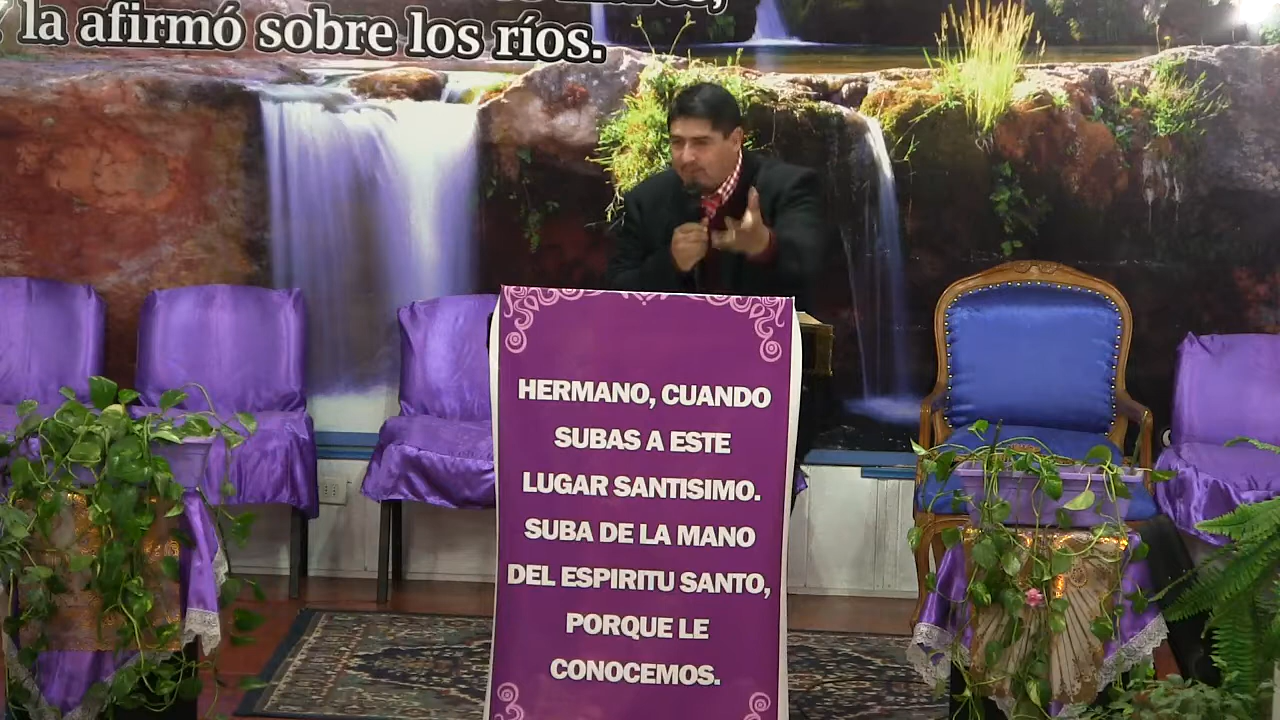 la afirmó sobre los ríos.
HERMANO, CUANDO
SUBAS A ESTE
LUGAR SANTISIMO.
SUBA DE LA MANO
DEL ESPIRITU SANTO,
PORQUE LE
CONOCEMOS.